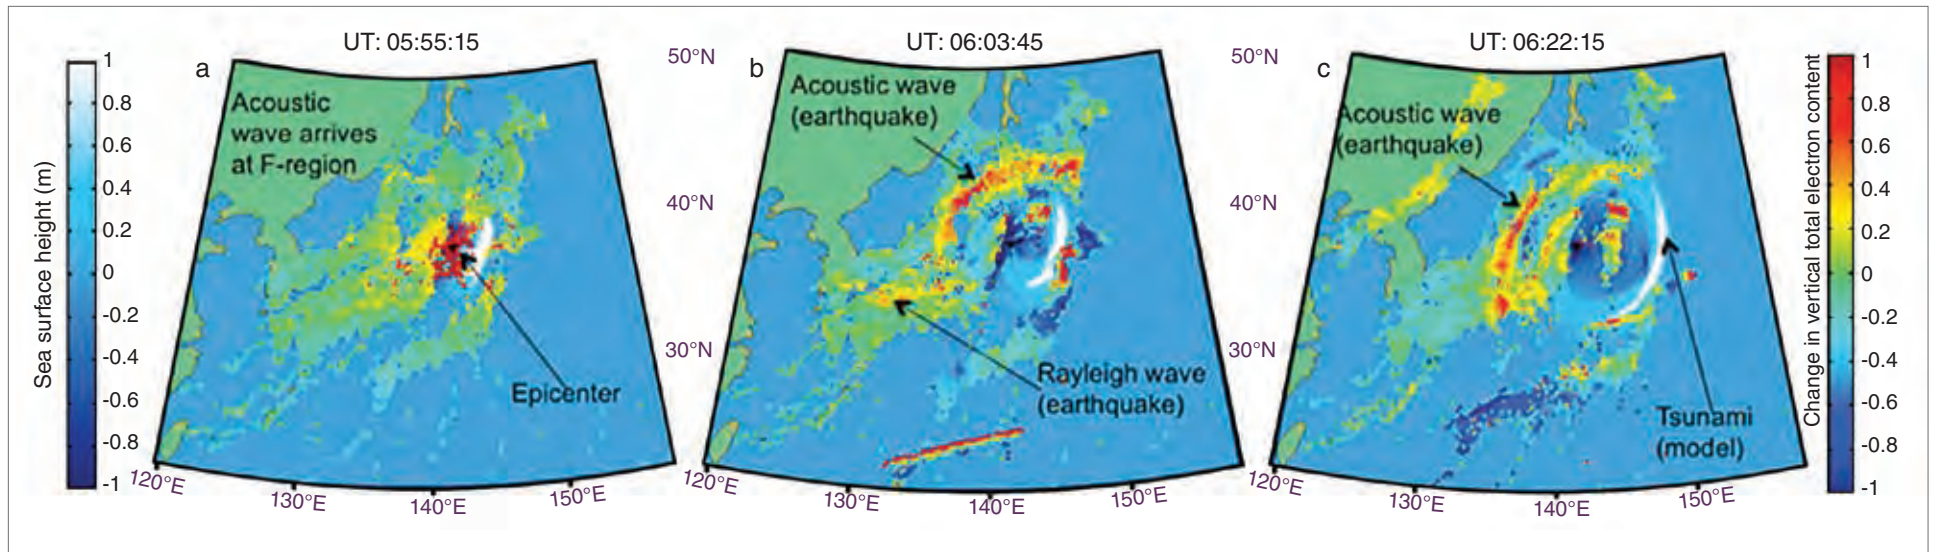 UT: 05:55:15
UT: 06:03:45
UT: 06:22:15
a
b
c
Sea surface height (m)
1
0.8
0.6
0.4
0.2
0
-0.2
-0.4
-0.6
-0.8
-1
Acoustic
wave arrives
at F-region
Epicenter
120°E
130°E
140°E
150°E
50°N
40°N
30°N
Acoustic wave
(earthquake)
Rayleigh wave
(earthquake)
120°E
130°E
140°E
150°E
50°N
40°N
30°N
Acoustic wave
(earthquake)
Tsunami
(model)
120°E
130°E
140°E
150°E
Change in vertical total electron content
1
0.8
0.6
0.4
0.2
0
-0.2
-0.4
-0.6
-0.8
-1